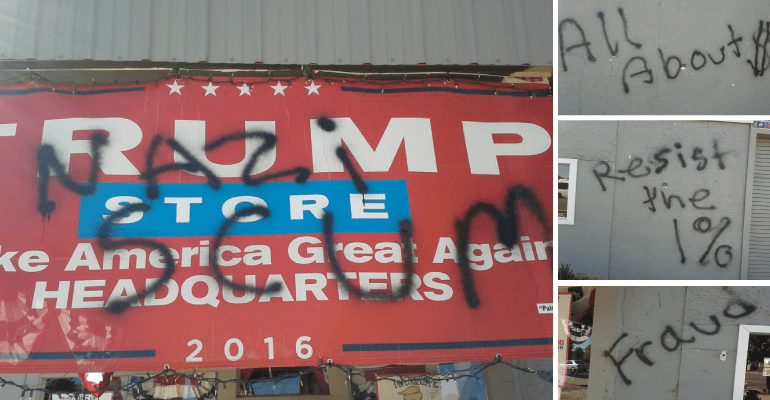 TRUMP
NAZi
STORE
SCUM
ke America Great Again
HEADQUARTERS
2016
All
About $
Resist
the
1%
Fraud